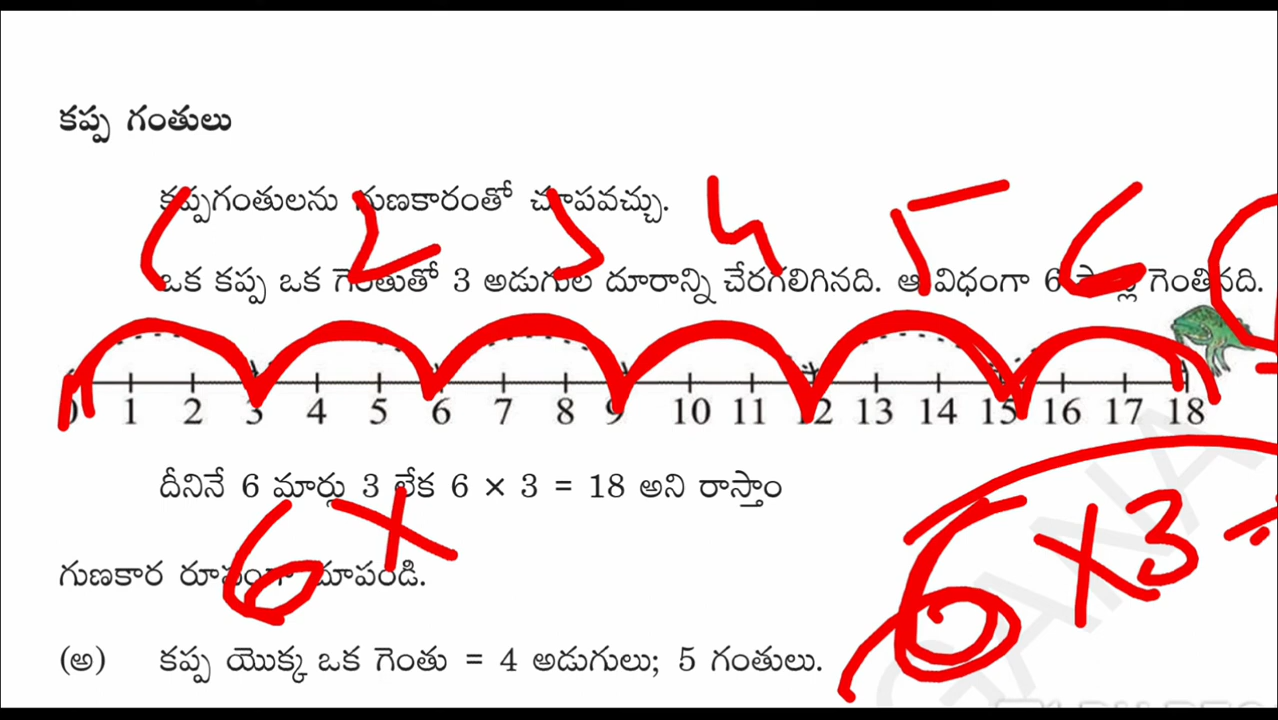 కప్ప గంతులు
కప్పగంతులను గుణకారంతో చూపవచ్చు.
ఒక కప్ప ఒక గెంతుతో 3 అడుగుల దూరాన్ని చేరగలిగినది. ఆ విధంగా 6 సార్లు గెంతినది.
1 2 3 4 5 6
0 1 2 3 4 5 6 7 8 9 10 11 12 13 14 15 16 17 18
దీనినే 6 మార్లు 3 లేక 6 × 3 = 18 అని రాస్తాం
6 × 3
6 ×
గుణకార రూపంగా చూపండి.
(అ) కప్ప యొక్క ఒక గెంతు = 4 అడుగులు; 5 గంతులు.